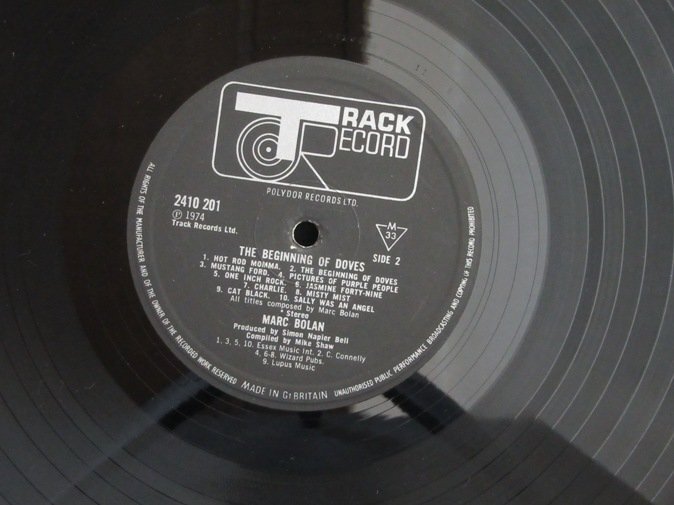 TRACK
RECORD
POLYDOR RECORDS LTD.
2410 201
Ⓟ 1974
Track Records Ltd.
M
33
SIDE 2
THE BEGINNING OF DOVES
1. HOT ROD MOMMA. 2. THE BEGINNING OF DOVES
3. MUSTANG FORD. 4. PICTURES OF PURPLE PEOPLE
5. ONE INCH ROCK. 6. JASMINE FORTY-NINE
7. CHARLIE. 8. MISTY MIST
9. CAT BLACK. 10. SALLY WAS AN ANGEL
All titles composed by Marc Bolan
* Stereo
MARC BOLAN
Produced by Simon Napier Bell
Compiled by Mike Shaw
1, 3, 5, 10. Essex Music Int. 2. C. Connelly
4, 6-8. Wizard Pubs.
9. Lupus Music
ALL RIGHTS OF THE MANUFACTURER AND OF THE OWNER OF THE RECORDED WORK RESERVED
MADE IN Gt BRITAIN
UNAUTHORISED PUBLIC PERFORMANCE BROADCASTING AND COPYING OF THIS RECORD PROHIBITED